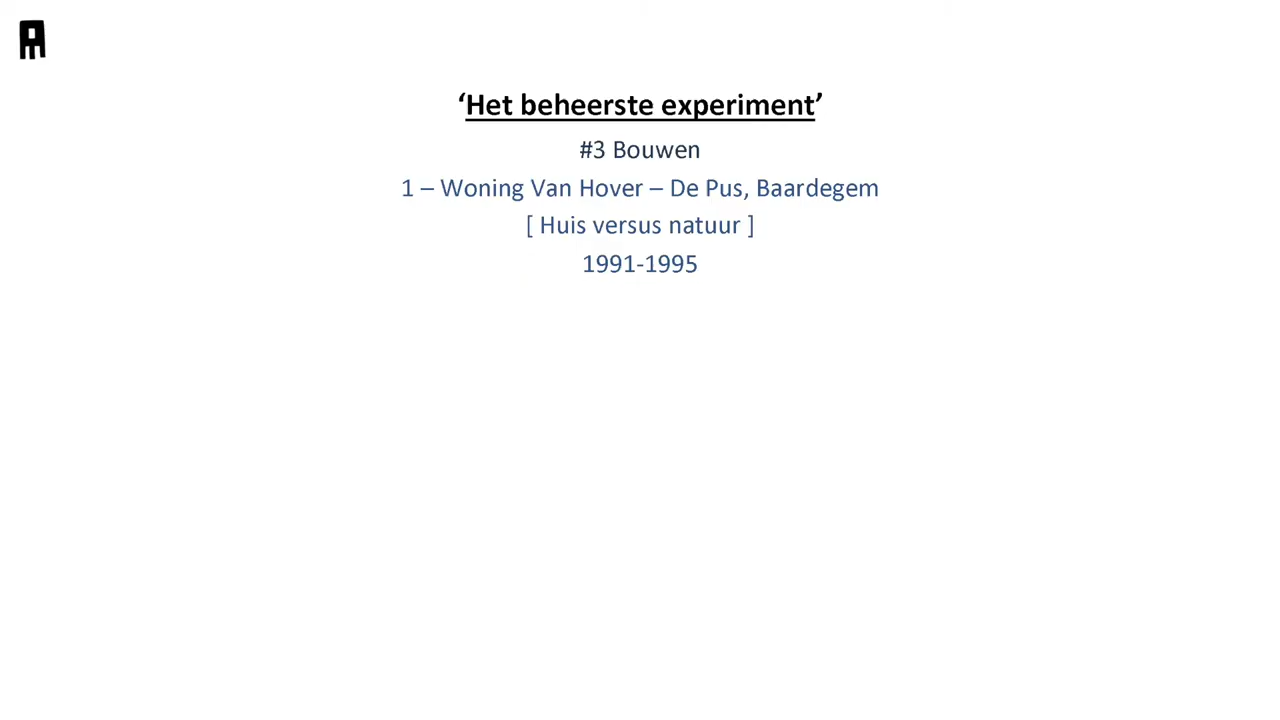 ‘Het beheerste experiment’
#3 Bouwen
1 – Woning Van Hover – De Pus, Baardegem
[ Huis versus natuur ]
1991-1995